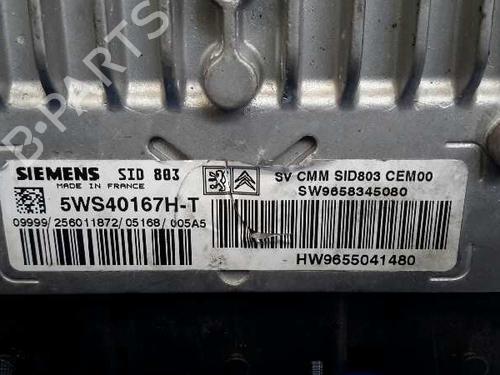 B-PARTS
SIEMENS SID 803
MADE IN FRANCE
5WS40167H-T
09999/256011872/05168/005A5
SV CMM SID803 CEM00
SW9658345080
HW9655041480